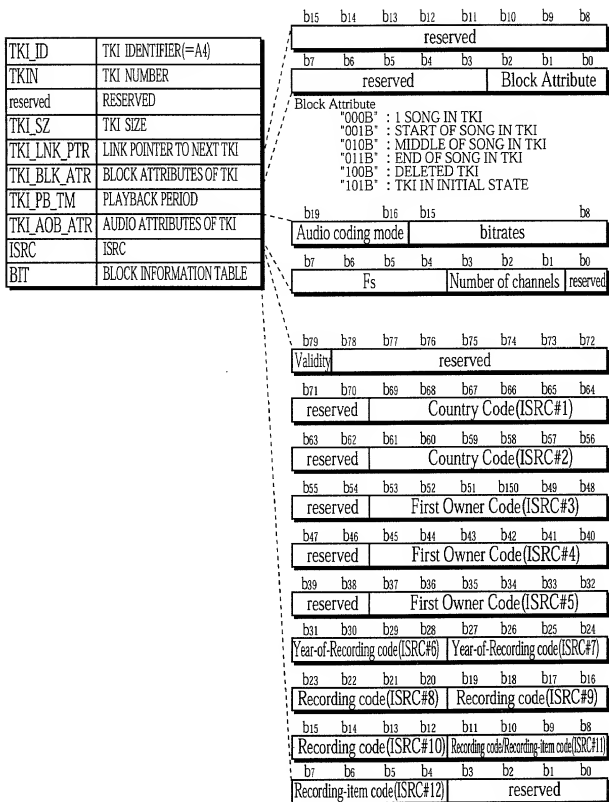 TKI_ID TKI IDENTIFIER(=A4)
TKIN TKI NUMBER
reserved RESERVED
TKI_SZ TKI SIZE
TKI_LNK_PTR LINK POINTER TO NEXT TKI
TKI_BLK_ATR BLOCK ATTRIBUTES OF TKI
TKI_PB_TM PLAYBACK PERIOD
TKI_AOB_ATR AUDIO ATTRIBUTES OF TKI
ISRC ISRC
BIT BLOCK INFORMATION TABLE
b15 b14 b13 b12 b11 b10 b9 b8
reserved
b7 b6 b5 b4 b3 b2 b1 b0
reserved Block Attribute
Block Attribute
"000B" : 1 SONG IN TKI
"001B" : START OF SONG IN TKI
"010B" : MIDDLE OF SONG IN TKI
"011B" : END OF SONG IN TKI
"100B" : DELETED TKI
"101B" : TKI IN INITIAL STATE
b19 b16 b15 b8
Audio coding mode bitrates
b7 b6 b5 b4 b3 b2 b1 b0
Fs Number of channels reserved
b79 b78 b77 b76 b75 b74 b73 b72
Validity reserved
b71 b70 b69 b68 b67 b66 b65 b64
reserved Country Code(ISRC#1)
b63 b62 b61 b60 b59 b58 b57 b56
reserved Country Code(ISRC#2)
b55 b54 b53 b52 b51 b150 b49 b48
reserved First Owner Code(ISRC#3)
b47 b46 b45 b44 b43 b42 b41 b40
reserved First Owner Code(ISRC#4)
b39 b38 b37 b36 b35 b34 b33 b32
reserved First Owner Code(ISRC#5)
b31 b30 b29 b28 b27 b26 b25 b24
Year-of-Recording code(ISRC#6) Year-of-Recording code(ISRC#7)
b23 b22 b21 b20 b19 b18 b17 b16
Recording code(ISRC#8) Recording code(ISRC#9)
b15 b14 b13 b12 b11 b10 b9 b8
Recording code(ISRC#10) Recording code/Recording-item code(ISRC#11)
b7 b6 b5 b4 b3 b2 b1 b0
Recording-item code(ISRC#12) reserved